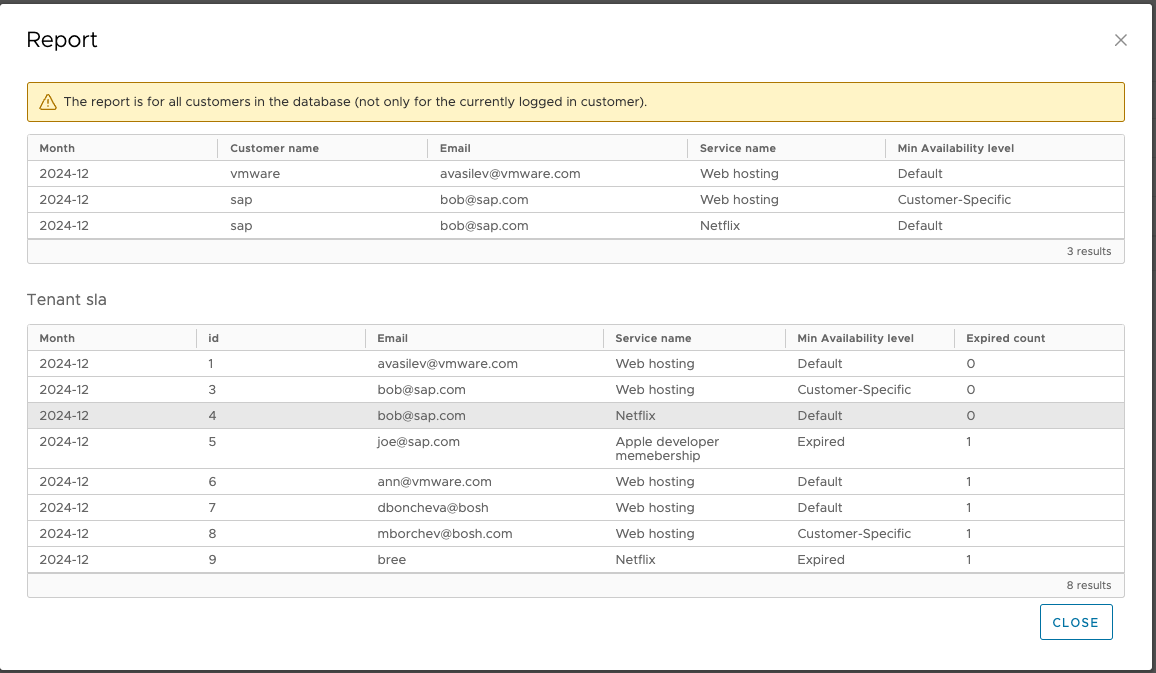 Report
The report is for all customers in the database (not only for the currently logged in customer).
Month Customer name Email Service name Min Availability level
2024-12 vmware avasilev@vmware.com Web hosting Default
2024-12 sap bob@sap.com Web hosting Customer-Specific
2024-12 sap bob@sap.com Netflix Default
3 results
Tenant sla
Month id Email Service name Min Availability level Expired count
2024-12 1 avasilev@vmware.com Web hosting Default 0
2024-12 3 bob@sap.com Web hosting Customer-Specific 0
2024-12 4 bob@sap.com Netflix Default 0
2024-12 5 joe@sap.com Apple developer Expired 1
memebership
2024-12 6 ann@vmware.com Web hosting Default 1
2024-12 7 dboncheva@bosh Web hosting Default 1
2024-12 8 mborchev@bosh.com Web hosting Customer-Specific 1
2024-12 9 bree Netflix Expired 1
8 results
CLOSE